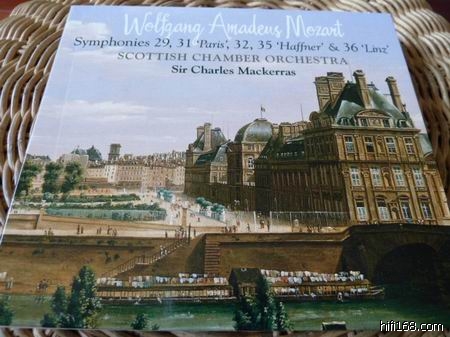 Wolfgang Amadeus Mozart
Symphonies 29, 31 'Paris', 32, 35 'Haffner' & 36 'Linz'
SCOTTISH CHAMBER ORCHESTRA
Sir Charles Mackerras
hifi168.com